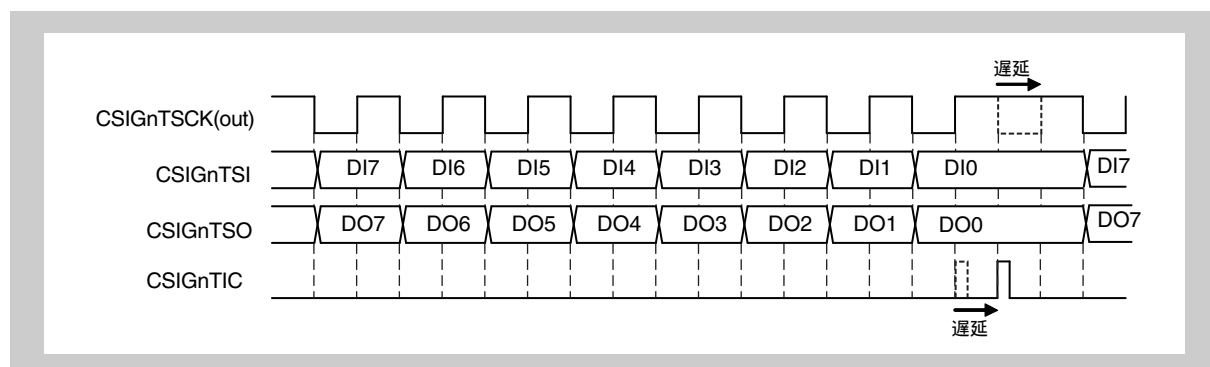 遅延
CSIGnTSCK(out)
CSIGnTSI DI7 DI6 DI5 DI4 DI3 DI2 DI1 DI0 DI7
CSIGnTSO DO7 DO6 DO5 DO4 DO3 DO2 DO1 DO0 DO7
CSIGnTIC
遅延